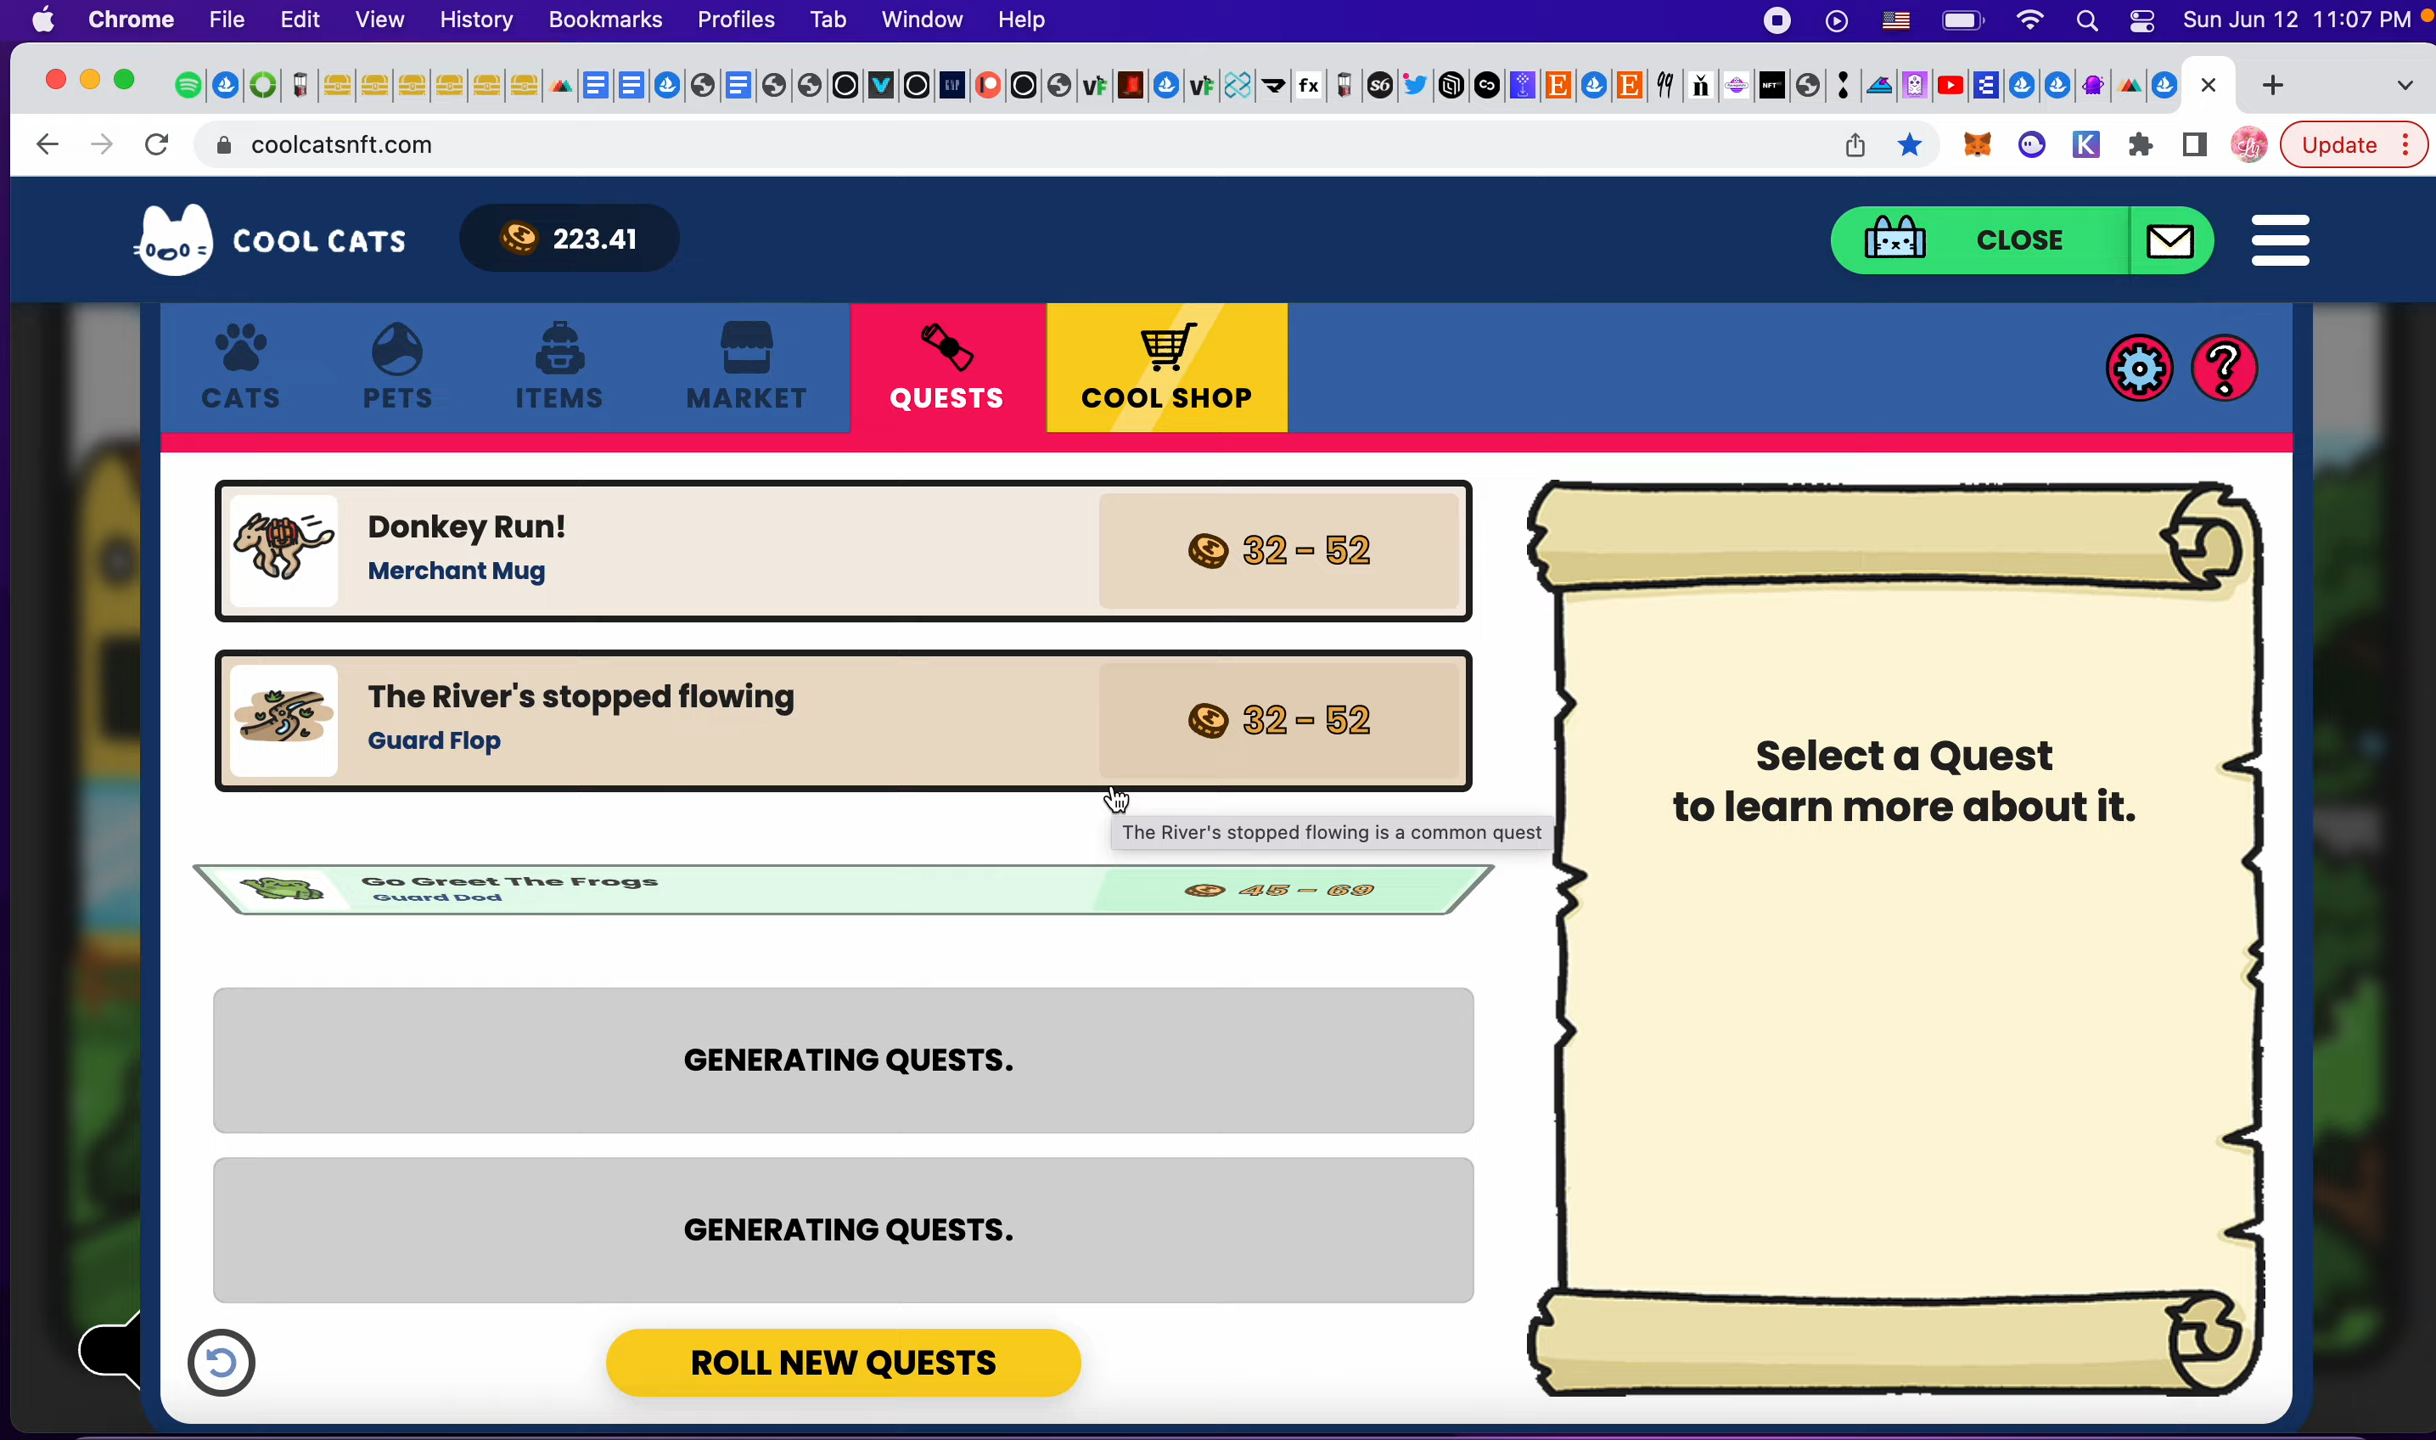 Chrome File Edit View History Bookmarks Profiles Tab Window Help Sun Jun 12 11:07 PM
coolcatsnft.com
Update
COOL CATS
223.41
CLOSE
CATS
PETS
ITEMS
MARKET
QUESTS
COOL SHOP
Donkey Run!
Merchant Mug
32 – 52
The River's stopped flowing
Guard Flop
32 – 52
The River's stopped flowing is a common quest
Go Greet The Frogs
Guard Dod
45 – 69
GENERATING QUESTS.
GENERATING QUESTS.
ROLL NEW QUESTS
Select a Quest
to learn more about it.